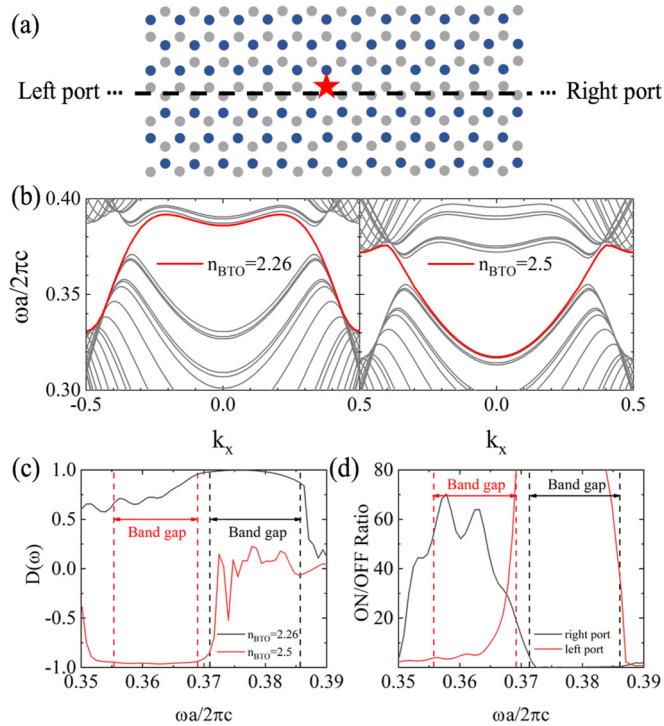 (a)
Left port ··· ··· Right port
(b)
0.40
0.35
0.30
ωa/2πc
n_BTO=2.26
n_BTO=2.5
-0.5 0.0 0.5 0.0 0.5
k_x k_x
(c) (d)
1.0
0.5
0.0
-0.5
-1.0
D(ω)
Band gap
Band gap
n_BTO=2.26
n_BTO=2.5
0.35 0.36 0.37 0.38 0.39
ωa/2πc
80
60
40
20
ON/OFF Ratio
Band gap
Band gap
right port
left port
0.35 0.36 0.37 0.38 0.39
ωa/2πc